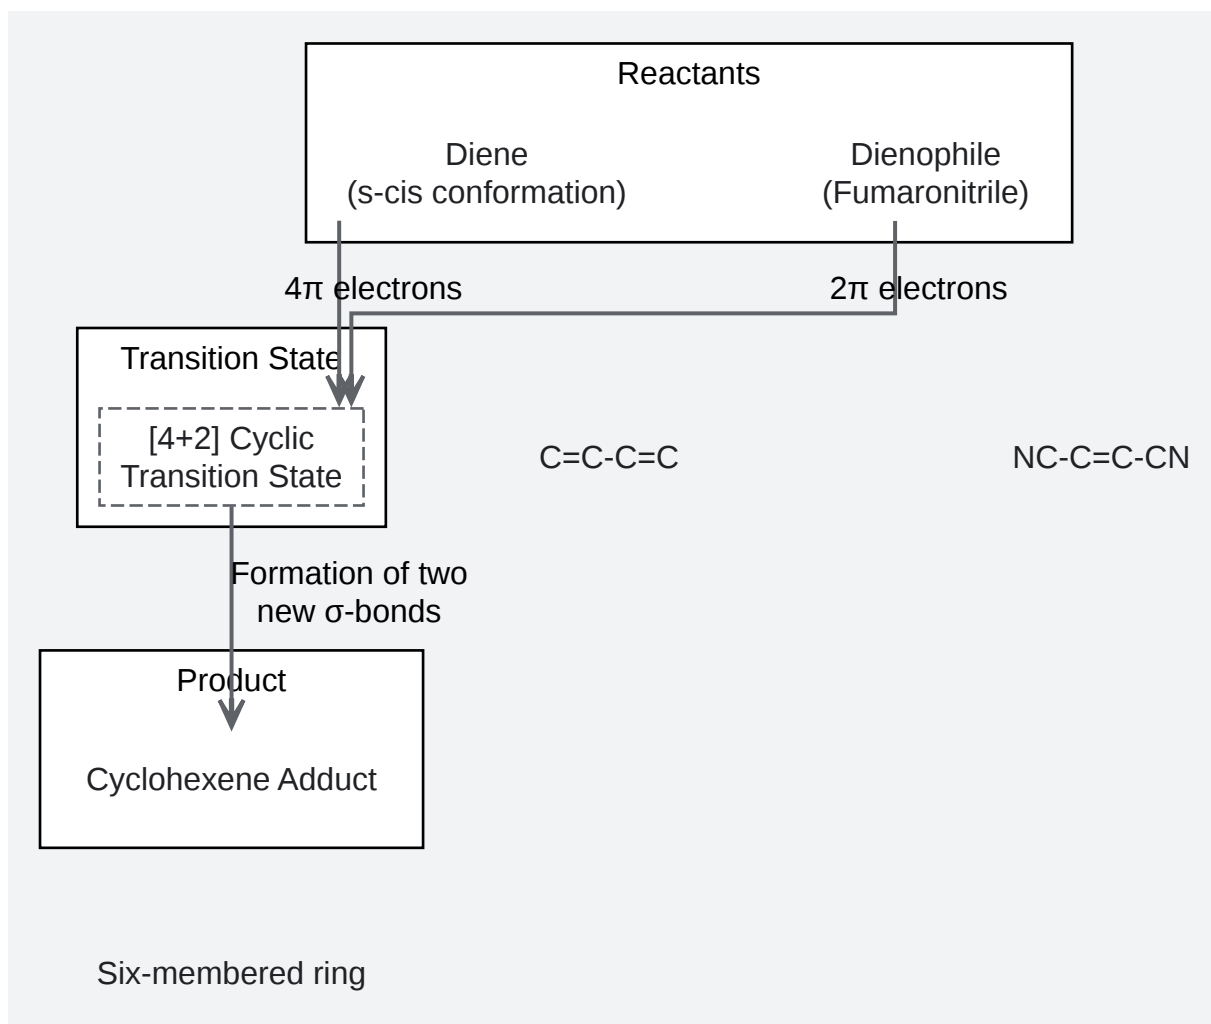 Reactants
Diene
(s-cis conformation)
Dienophile
(Fumaronitrile)
4π electrons
2π electrons
Transition State
[4+2] Cyclic
Transition State
C=C-C=C
NC-C=C-CN
Formation of two
new σ-bonds
Product
Cyclohexene Adduct
Six-membered ring